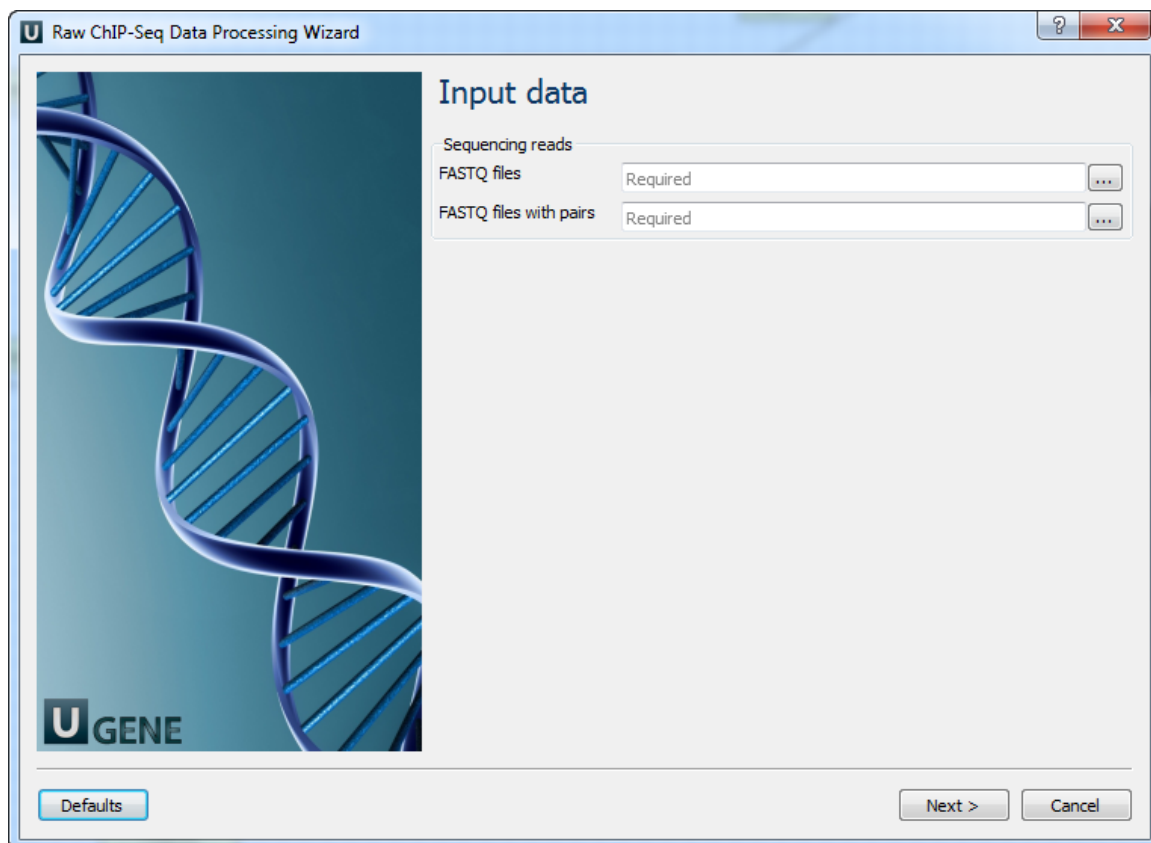 U Raw ChIP-Seq Data Processing Wizard
Input data
Sequencing reads
FASTQ files Required ...
FASTQ files with pairs Required ...
U GENE
Defaults Next > Cancel